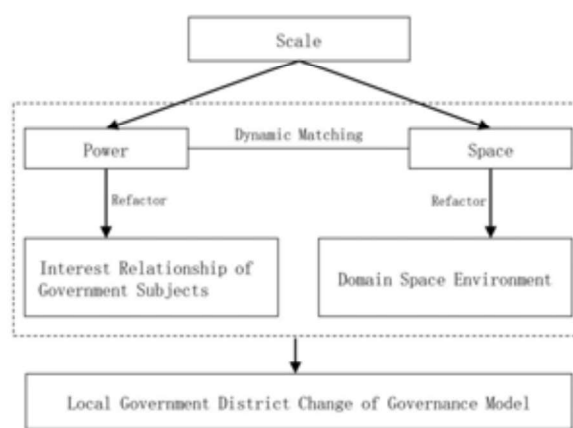 Scale
Dynamic Matching
Power
Space
Refactor
Refactor
Interest Relationship of
Government Subjects
Domain Space Environment
Local Government District Change of Governance Model